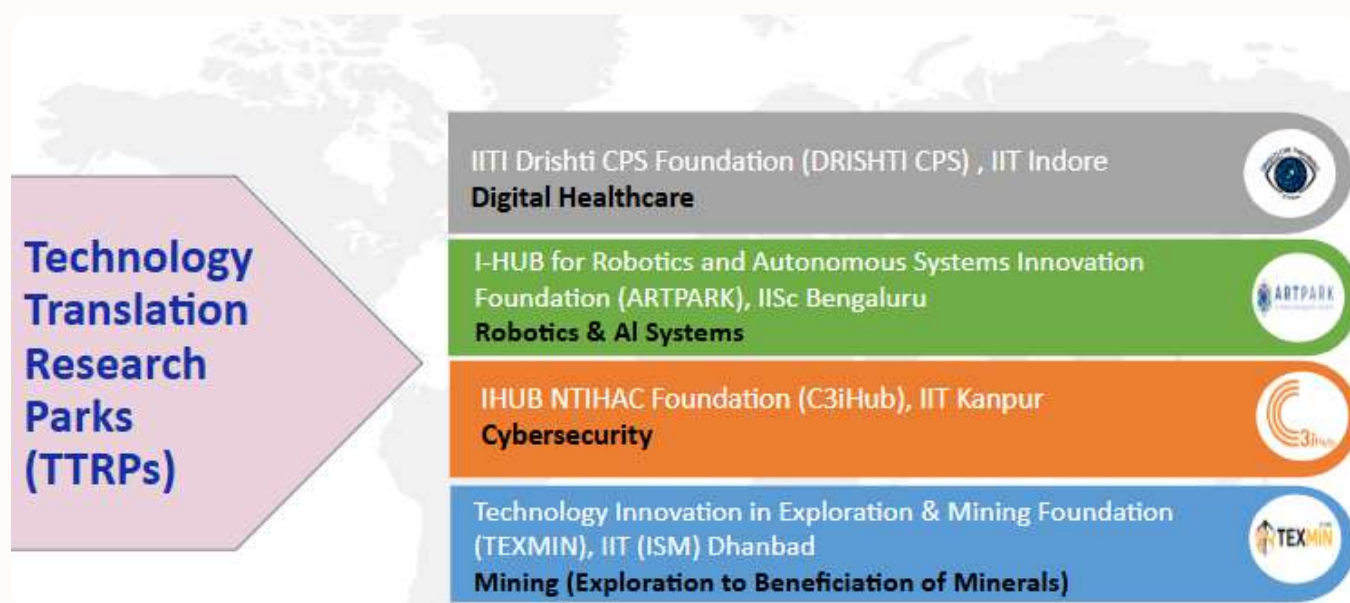 Technology
Translation
Research
Parks
(TTRPs)
IITI Drishti CPS Foundation (DRISHTI CPS) , IIT Indore
Digital Healthcare
I-HUB for Robotics and Autonomous Systems Innovation
Foundation (ARTPARK), IISc Bengaluru
Robotics & Al Systems
ARTPARK
IHUB NTIHAC Foundation (C3iHub), IIT Kanpur
Cybersecurity
C3iHub
Technology Innovation in Exploration & Mining Foundation
(TEXMIN), IIT (ISM) Dhanbad
Mining (Exploration to Beneficiation of Minerals)
TEXMiN